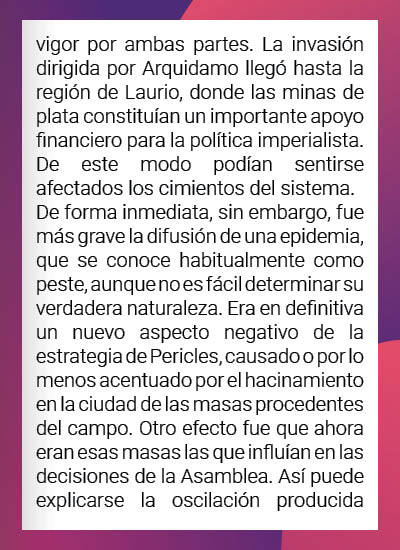 vigor por ambas partes. La invasión
dirigida por Arquidamo llegó hasta la
región de Laurio, donde las minas de
plata constituían un importante apoyo
financiero para la política imperialista.
De este modo podían sentirse
afectados los cimientos del sistema.
De forma inmediata, sin embargo, fue
más grave la difusión de una epidemia,
que se conoce habitualmente como
peste, aunque no es fácil determinar su
verdadera naturaleza. Era en definitiva
un nuevo aspecto negativo de la
estrategia de Pericles, causado o por lo
menos acentuado por el hacinamiento
en la ciudad de las masas procedentes
del campo. Otro efecto fue que ahora
eran esas masas las que influían en las
decisiones de la Asamblea. Así puede
explicarse la oscilación producida